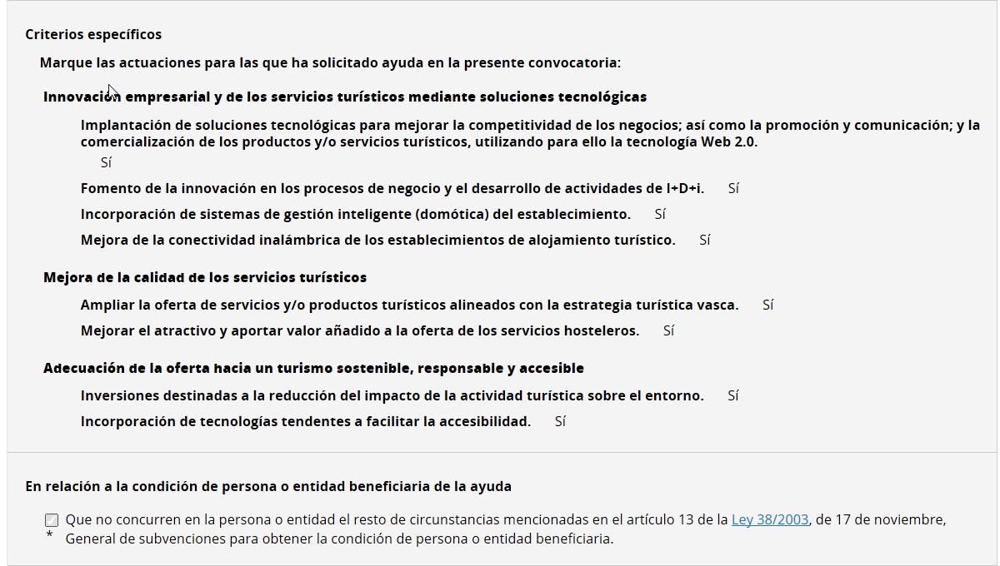 Criterios específicos
Marque las actuaciones para las que ha solicitado ayuda en la presente convocatoria:
Innovación empresarial y de los servicios turísticos mediante soluciones tecnológicas
Implantación de soluciones tecnológicas para mejorar la competitividad de los negocios; así como la promoción y comunicación; y la
comercialización de los productos y/o servicios turísticos, utilizando para ello la tecnología Web 2.0.
Sí
Fomento de la innovación en los procesos de negocio y el desarrollo de actividades de I+D+i. Sí
Incorporación de sistemas de gestión inteligente (domótica) del establecimiento. Sí
Mejora de la conectividad inalámbrica de los establecimientos de alojamiento turístico. Sí
Mejora de la calidad de los servicios turísticos
Ampliar la oferta de servicios y/o productos turísticos alineados con la estrategia turística vasca. Sí
Mejorar el atractivo y aportar valor añadido a la oferta de los servicios hosteleros. Sí
Adecuación de la oferta hacia un turismo sostenible, responsable y accesible
Inversiones destinadas a la reducción del impacto de la actividad turística sobre el entorno. Sí
Incorporación de tecnologías tendentes a facilitar la accesibilidad. Sí
En relación a la condición de persona o entidad beneficiaria de la ayuda
Que no concurren en la persona o entidad el resto de circunstancias mencionadas en el artículo 13 de la Ley 38/2003, de 17 de noviembre,
* General de subvenciones para obtener la condición de persona o entidad beneficiaria.